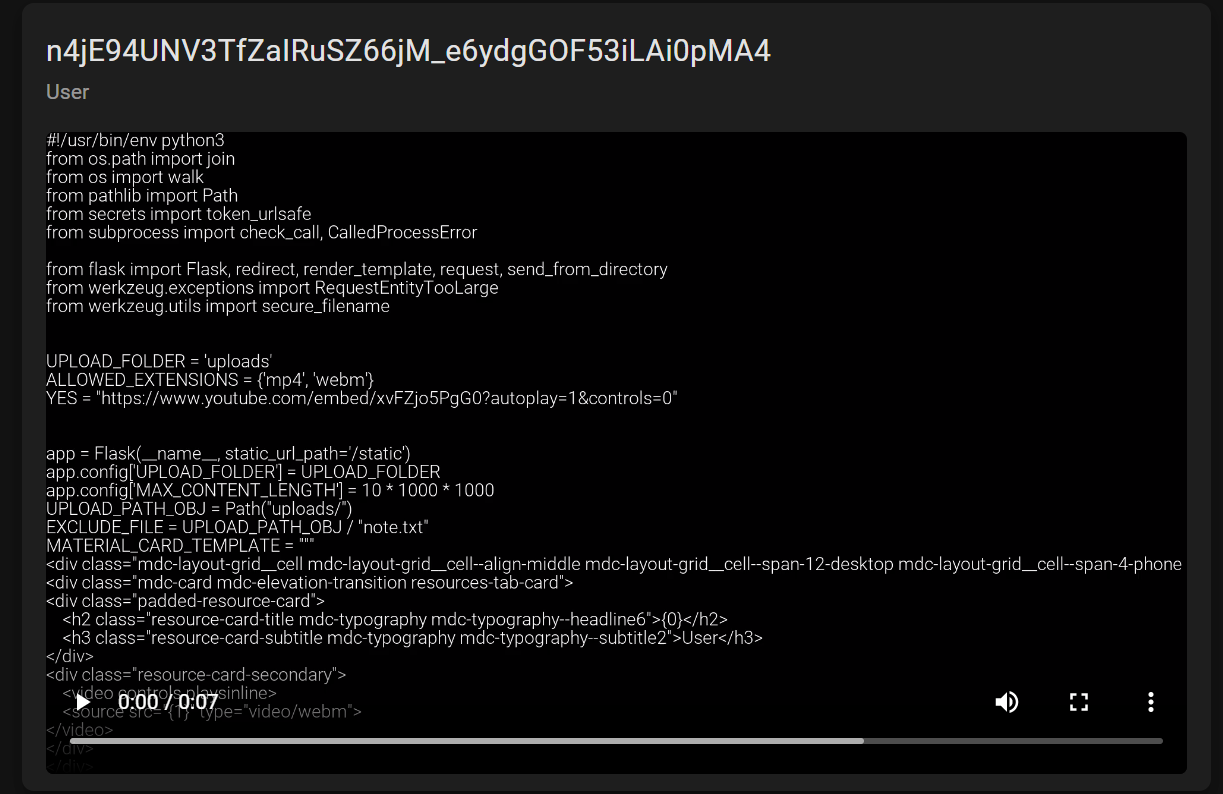 n4jE94UNV3TfZaIRuSZ66jM_e6ydgGOF53iLAi0pMA4
User
#!/usr/bin/env python3
from os.path import join
from os import walk
from pathlib import Path
from secrets import token_urlsafe
from subprocess import check_call, CalledProcessError
from flask import Flask, redirect, render_template, request, send_from_directory
from werkzeug.exceptions import RequestEntityTooLarge
from werkzeug.utils import secure_filename
UPLOAD_FOLDER = 'uploads'
ALLOWED_EXTENSIONS = {'mp4', 'webm'}
YES = "https://www.youtube.com/embed/xvFZjo5PgG0?autoplay=1&controls=0"
app = Flask(__name__, static_url_path='/static')
app.config['UPLOAD_FOLDER'] = UPLOAD_FOLDER
app.config['MAX_CONTENT_LENGTH'] = 10 * 1000 * 1000
UPLOAD_PATH_OBJ = Path("uploads/")
EXCLUDE_FILE = UPLOAD_PATH_OBJ / "note.txt"
MATERIAL_CARD_TEMPLATE = """
<div class="mdc-layout-grid__cell mdc-layout-grid__cell--align-middle mdc-layout-grid__cell--span-12-desktop mdc-layout-grid__cell--span-4-phone
<div class="mdc-card mdc-elevation-transition resources-tab-card">
<div class="padded-resource-card">
<h2 class="resource-card-title mdc-typography mdc-typography--headline6">{0}</h2>
<h3 class="resource-card-subtitle mdc-typography mdc-typography--subtitle2">User</h3>
</div>
<div class="resource-card-secondary">
<video controls playsinline>
0:00 / 0:07
<source src="{1}" type="video/webm">
</video>
</div>
</div>